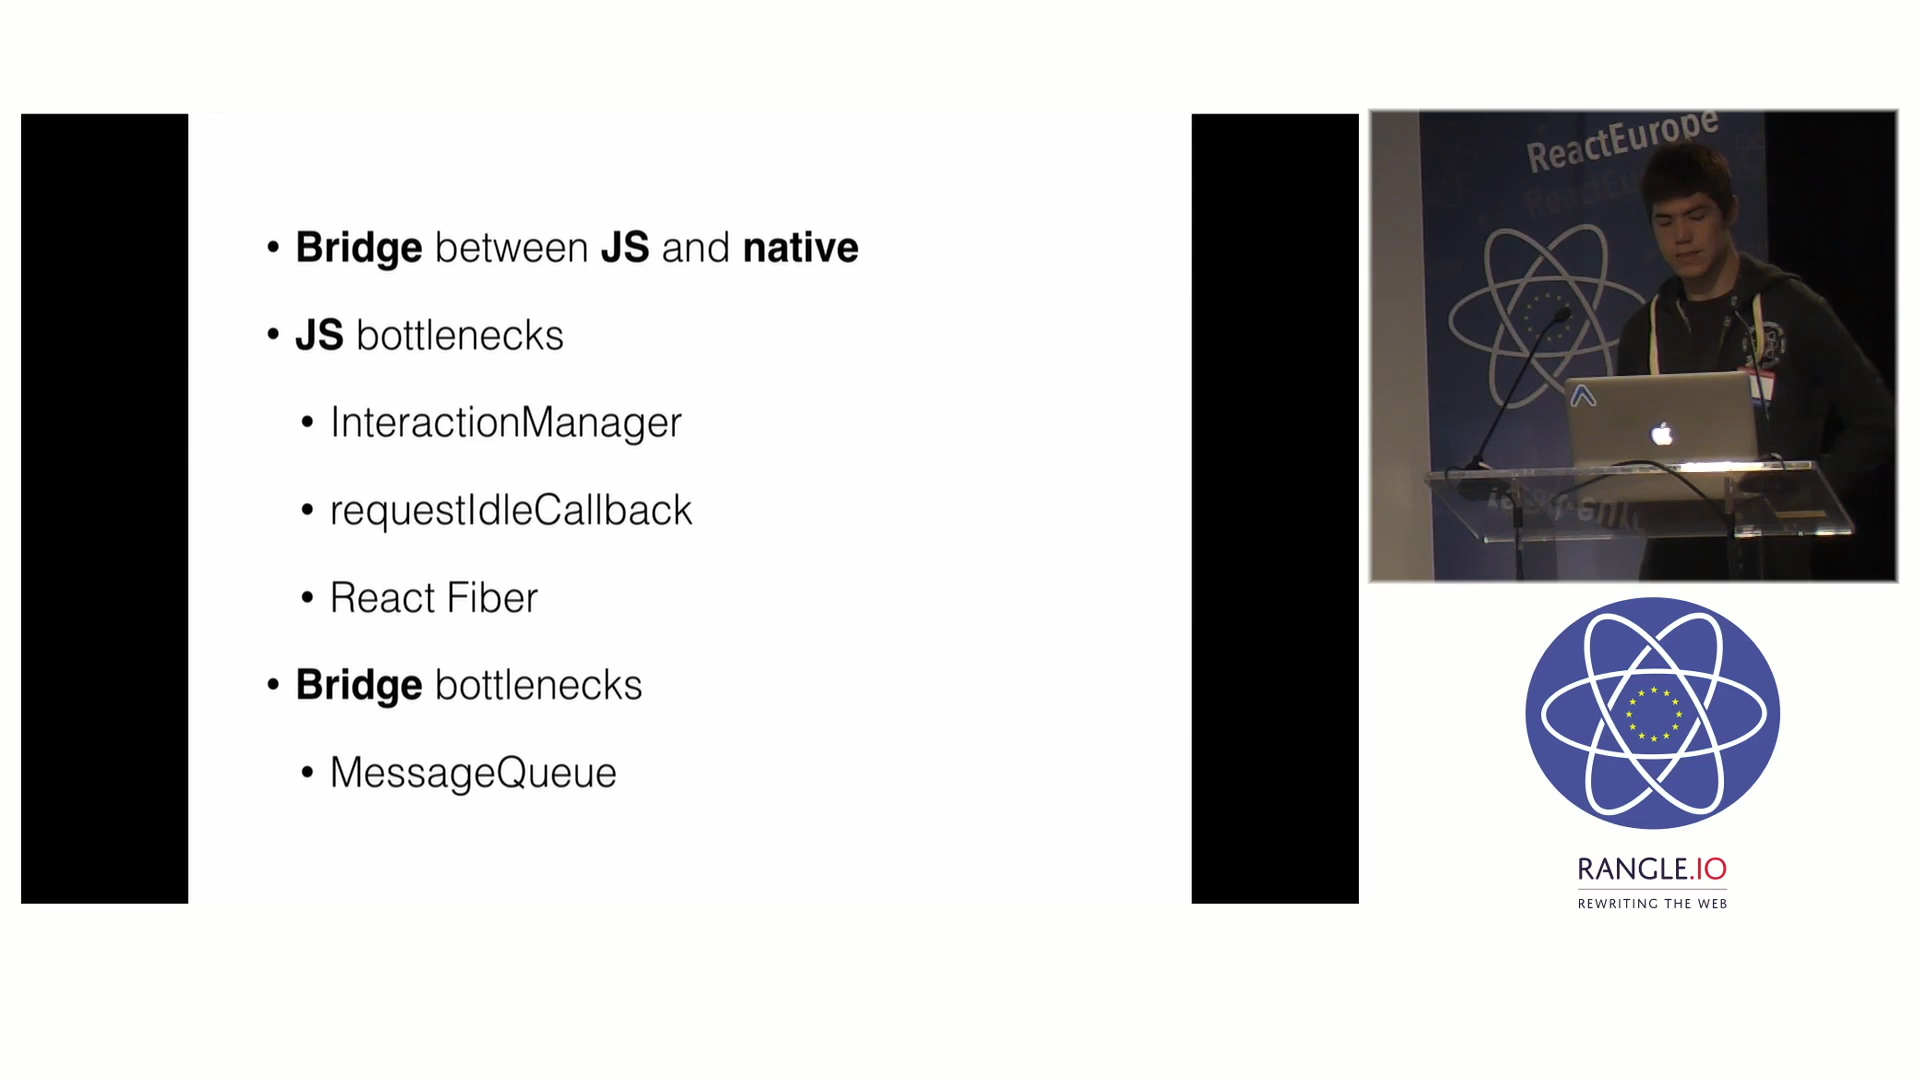 • Bridge between JS and native
• JS bottlenecks
• InteractionManager
• requestIdleCallback
• React Fiber
• Bridge bottlenecks
• MessageQueue
ReactEurope
RANGLE.IO
REWRITING THE WEB